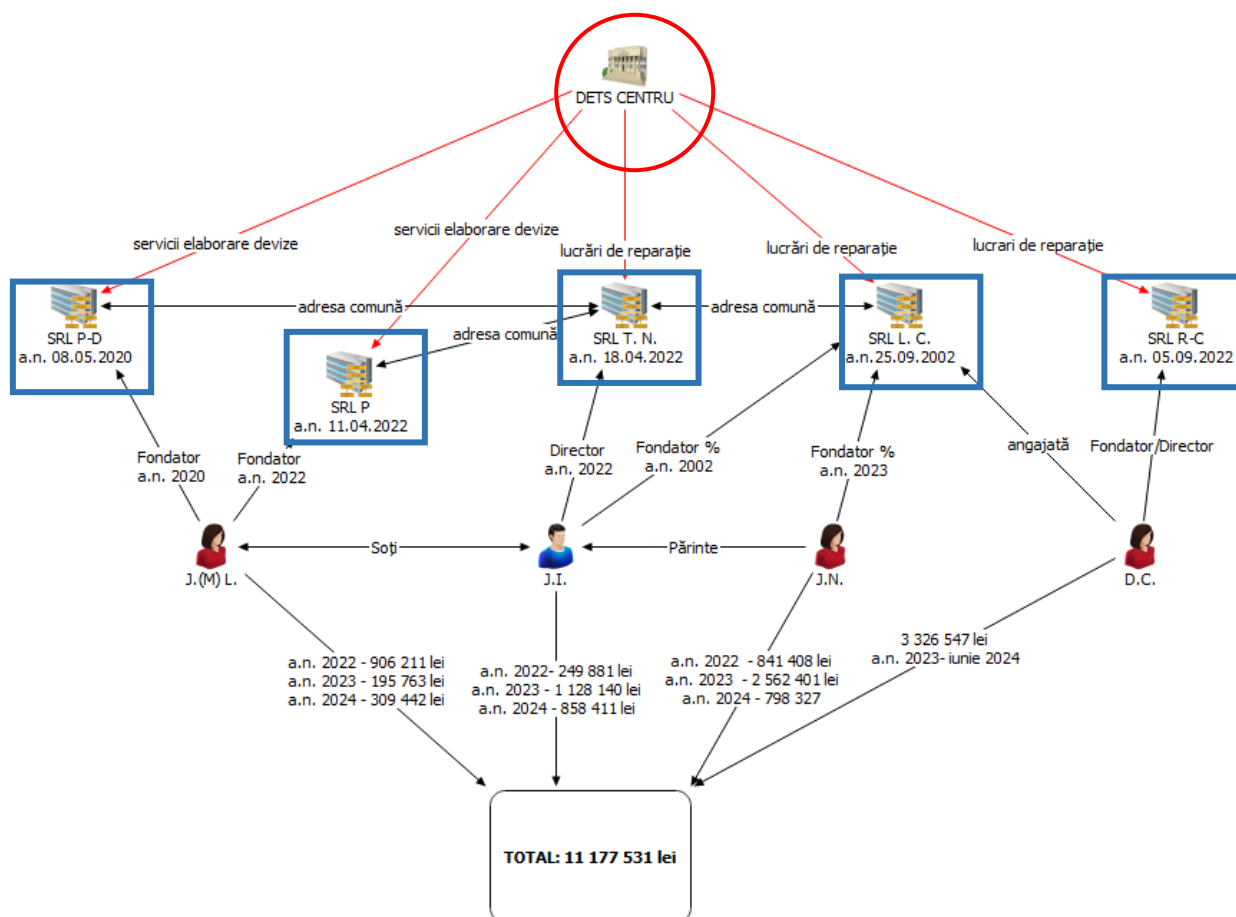 DETS CENTRU
servicii elaborare devize
servicii elaborare devize
lucrări de reparație
lucrări de reparație
lucrari de reparație
adresa comună
adresa comună
adresa comună
SRL P-D
a.n. 08.05.2020
SRL P
a.n. 11.04.2022
SRL T. N.
a.n. 18.04.2022
SRL L. C.
a.n.25.09.2002
SRL R-C
a.n. 05.09.2022
Fondator
a.n. 2020
Fondator
a.n. 2022
Director
a.n. 2022
Fondator %
a.n. 2002
Fondator %
a.n. 2023
angajată
Fondator/Director
Soți
Părinte
J.(M) L.
J.I.
J.N.
D.C.
a.n. 2022 - 906 211 lei
a.n. 2023 - 195 763 lei
a.n. 2024 - 309 442 lei
a.n. 2022- 249 881 lei
a.n. 2023 - 1 128 140 lei
a.n. 2024 - 858 411 lei
a.n. 2022 - 841 408 lei
a.n. 2023 - 2 562 401 lei
a.n. 2024 - 798 327
3 326 547 lei
a.n. 2023- iunie 2024
TOTAL: 11 177 531 lei